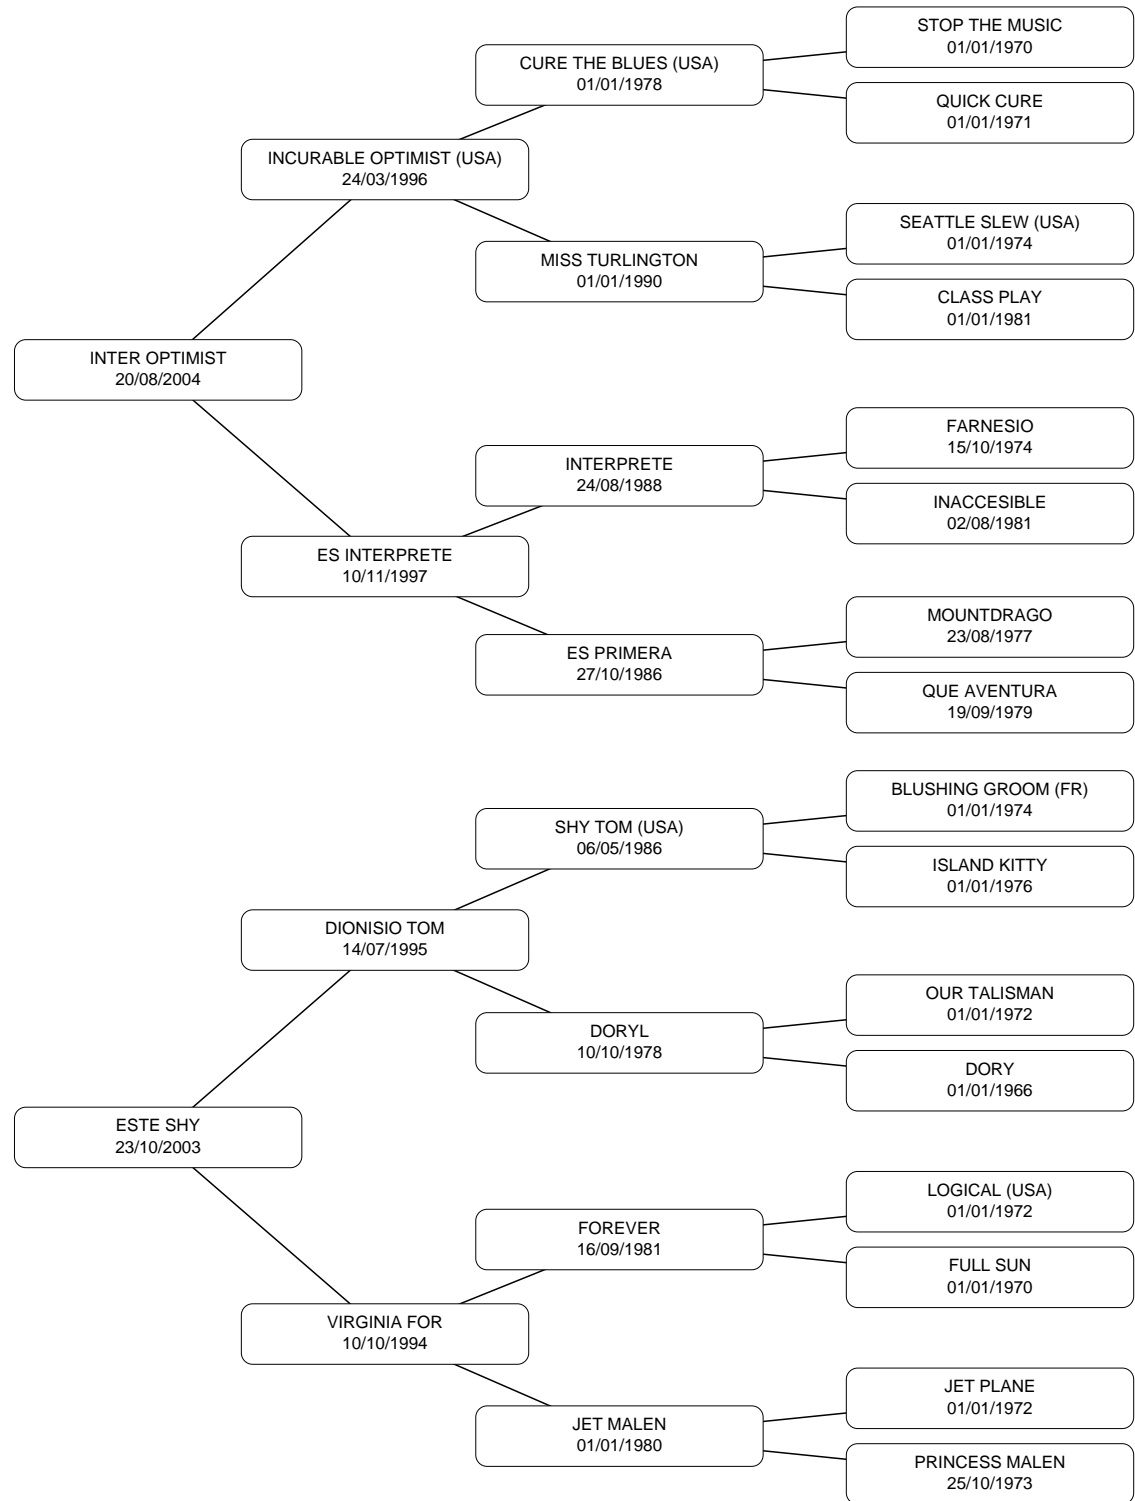 STOP THE MUSIC
01/01/1970
CURE THE BLUES (USA)
01/01/1978
QUICK CURE
01/01/1971
INCURABLE OPTIMIST (USA)
24/03/1996
SEATTLE SLEW (USA)
01/01/1974
MISS TURLINGTON
01/01/1990
CLASS PLAY
01/01/1981
INTER OPTIMIST
20/08/2004
FARNESIO
15/10/1974
INTERPRETE
24/08/1988
INACCESIBLE
02/08/1981
ES INTERPRETE
10/11/1997
MOUNTDRAGO
23/08/1977
ES PRIMERA
27/10/1986
QUE AVENTURA
19/09/1979
BLUSHING GROOM (FR)
01/01/1974
SHY TOM (USA)
06/05/1986
ISLAND KITTY
01/01/1976
DIONISIO TOM
14/07/1995
OUR TALISMAN
01/01/1972
DORYL
10/10/1978
DORY
01/01/1966
ESTE SHY
23/10/2003
LOGICAL (USA)
01/01/1972
FOREVER
16/09/1981
FULL SUN
01/01/1970
VIRGINIA FOR
10/10/1994
JET PLANE
01/01/1972
JET MALEN
01/01/1980
PRINCESS MALEN
25/10/1973